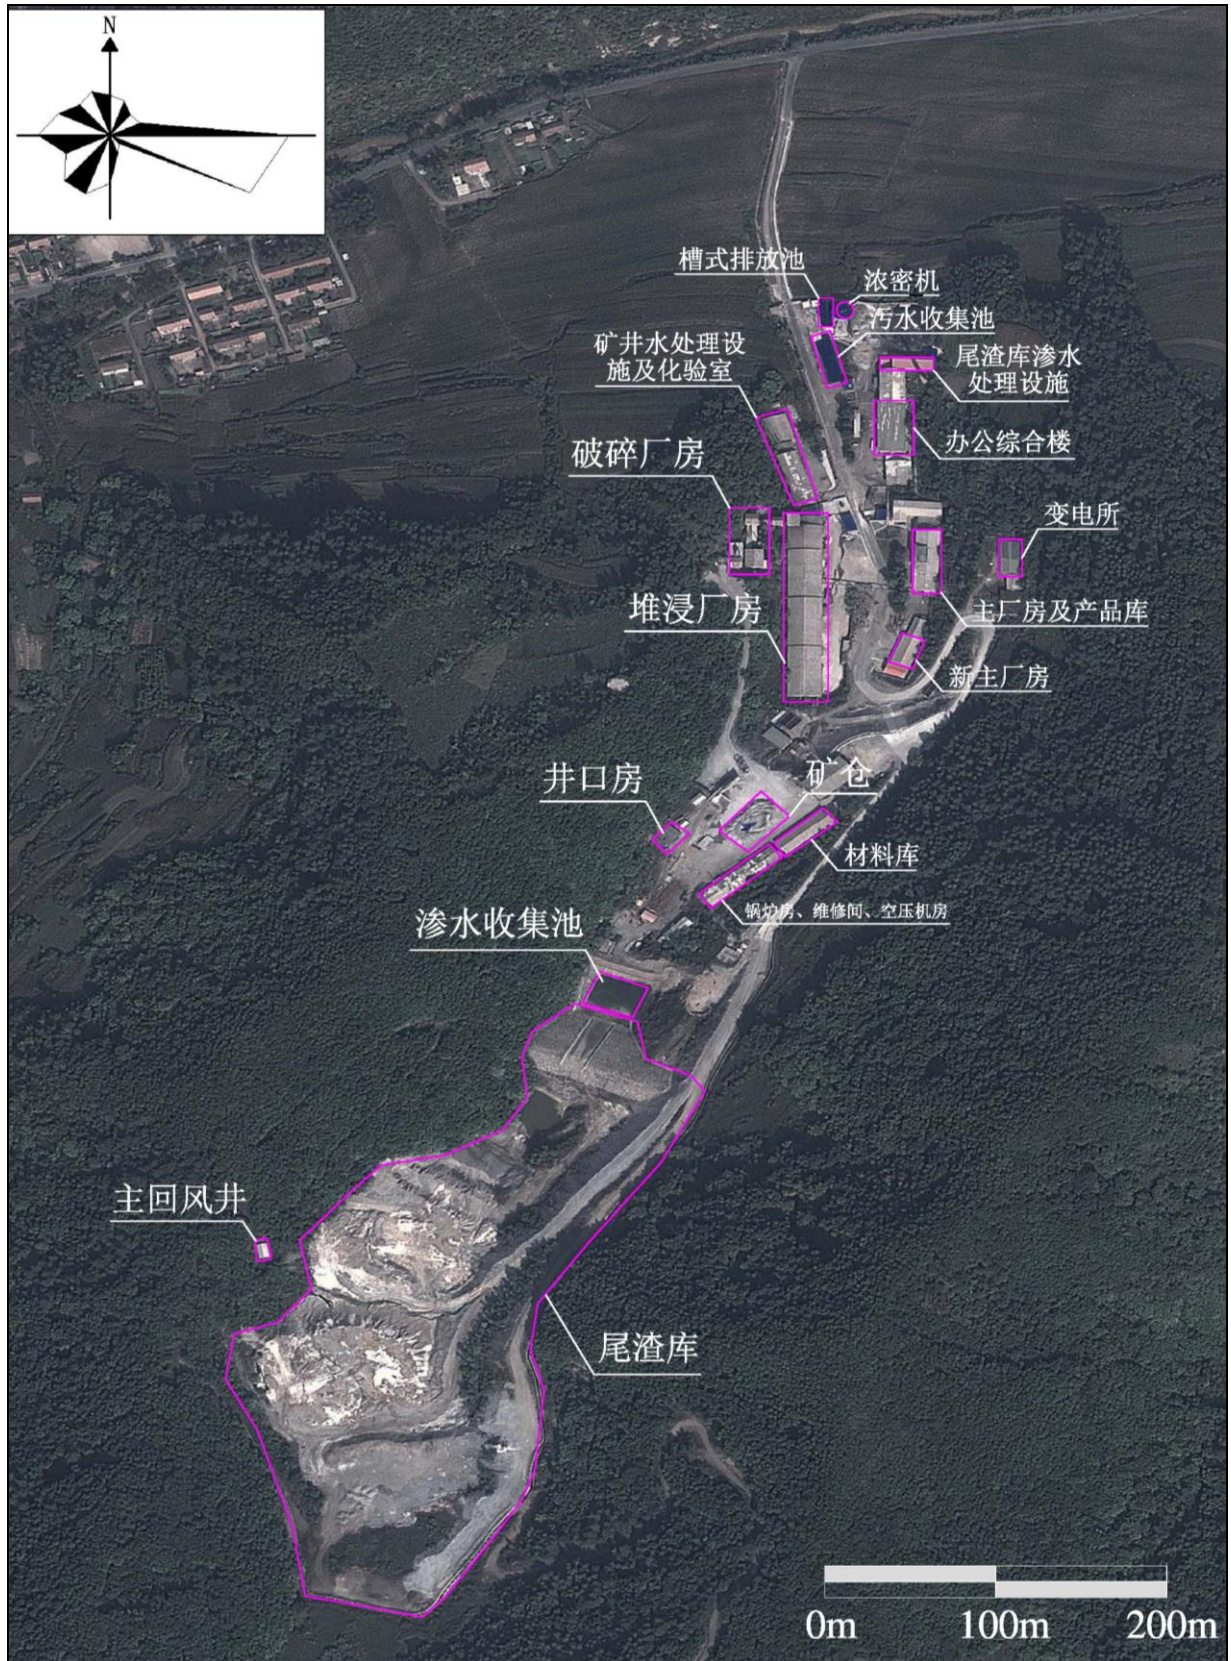 N
槽式排放池
浓密机
污水收集池
矿井水处理设
施及化验室
尾渣库渗水
处理设施
破碎厂房
办公综合楼
变电所
堆浸厂房
主厂房及产品库
新主厂房
井口房
矿仓
材料库
锅炉房、维修间、空压机房
渗水收集池
主回风井
尾渣库
0m 100m 200m